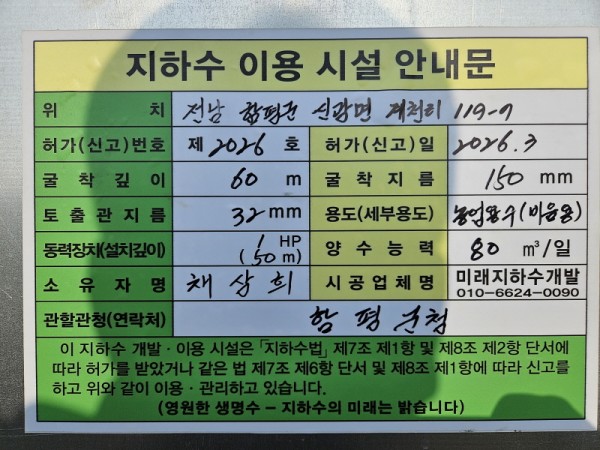 지하수 이용 시설 안내문
위 치 전남 함평군 신광면 계천리 119-7
허가(신고)번호 제 2026 호 허가(신고)일 2026.3
굴착깊이 60 m 굴착지름 150 mm
토출관지름 32 mm 용도(세부용도) 농업용수(마을용)
동력장치(설치깊이) 1 HP (50 m) 양수능력 80 ㎥/일
소유자명 채상희 시공업체명 미래지하수개발 010-6624-0090
관할관청(연락처) 함평군청
이 지하수 개발·이용 시설은 「지하수법」 제7조 제1항 및 제8조 제2항 단서에
따라 허가를 받았거나 같은 법 제7조 제6항 단서 및 제8조 제1항에 따라 신고를
하고 위와 같이 이용·관리하고 있습니다.
(영원한 생명수 – 지하수의 미래는 밝습니다)